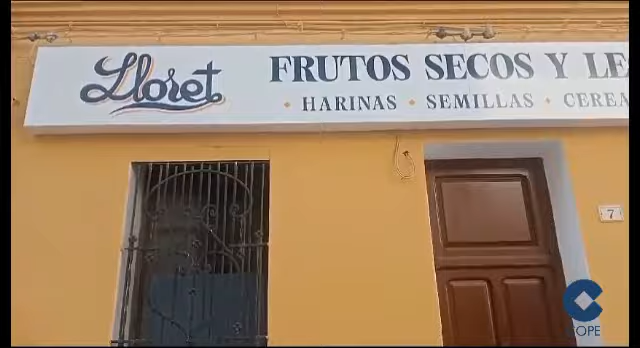 Lloret
FRUTOS SECOS Y LE
HARINAS • SEMILLAS • CEREA
7
COPE